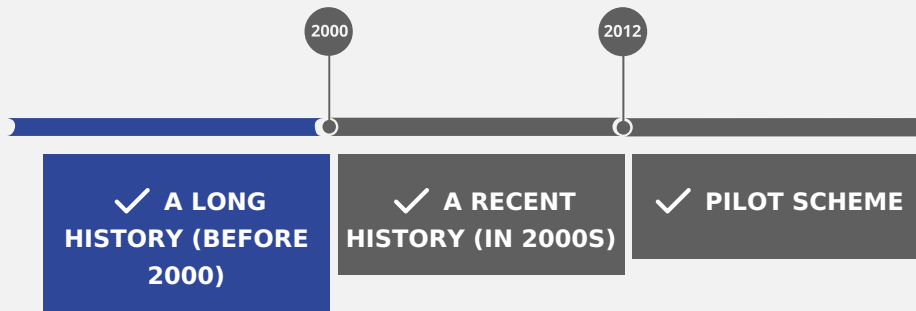 2000
2012
A LONG
HISTORY (BEFORE
2000)
A RECENT
HISTORY (IN 2000S)
PILOT SCHEME